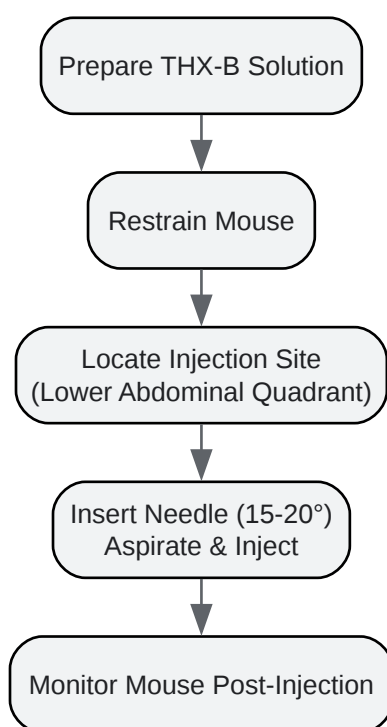 Prepare THX-B Solution
Restrain Mouse
Locate Injection Site
(Lower Abdominal Quadrant)
Insert Needle (15-20°)
Aspirate & Inject
Monitor Mouse Post-Injection